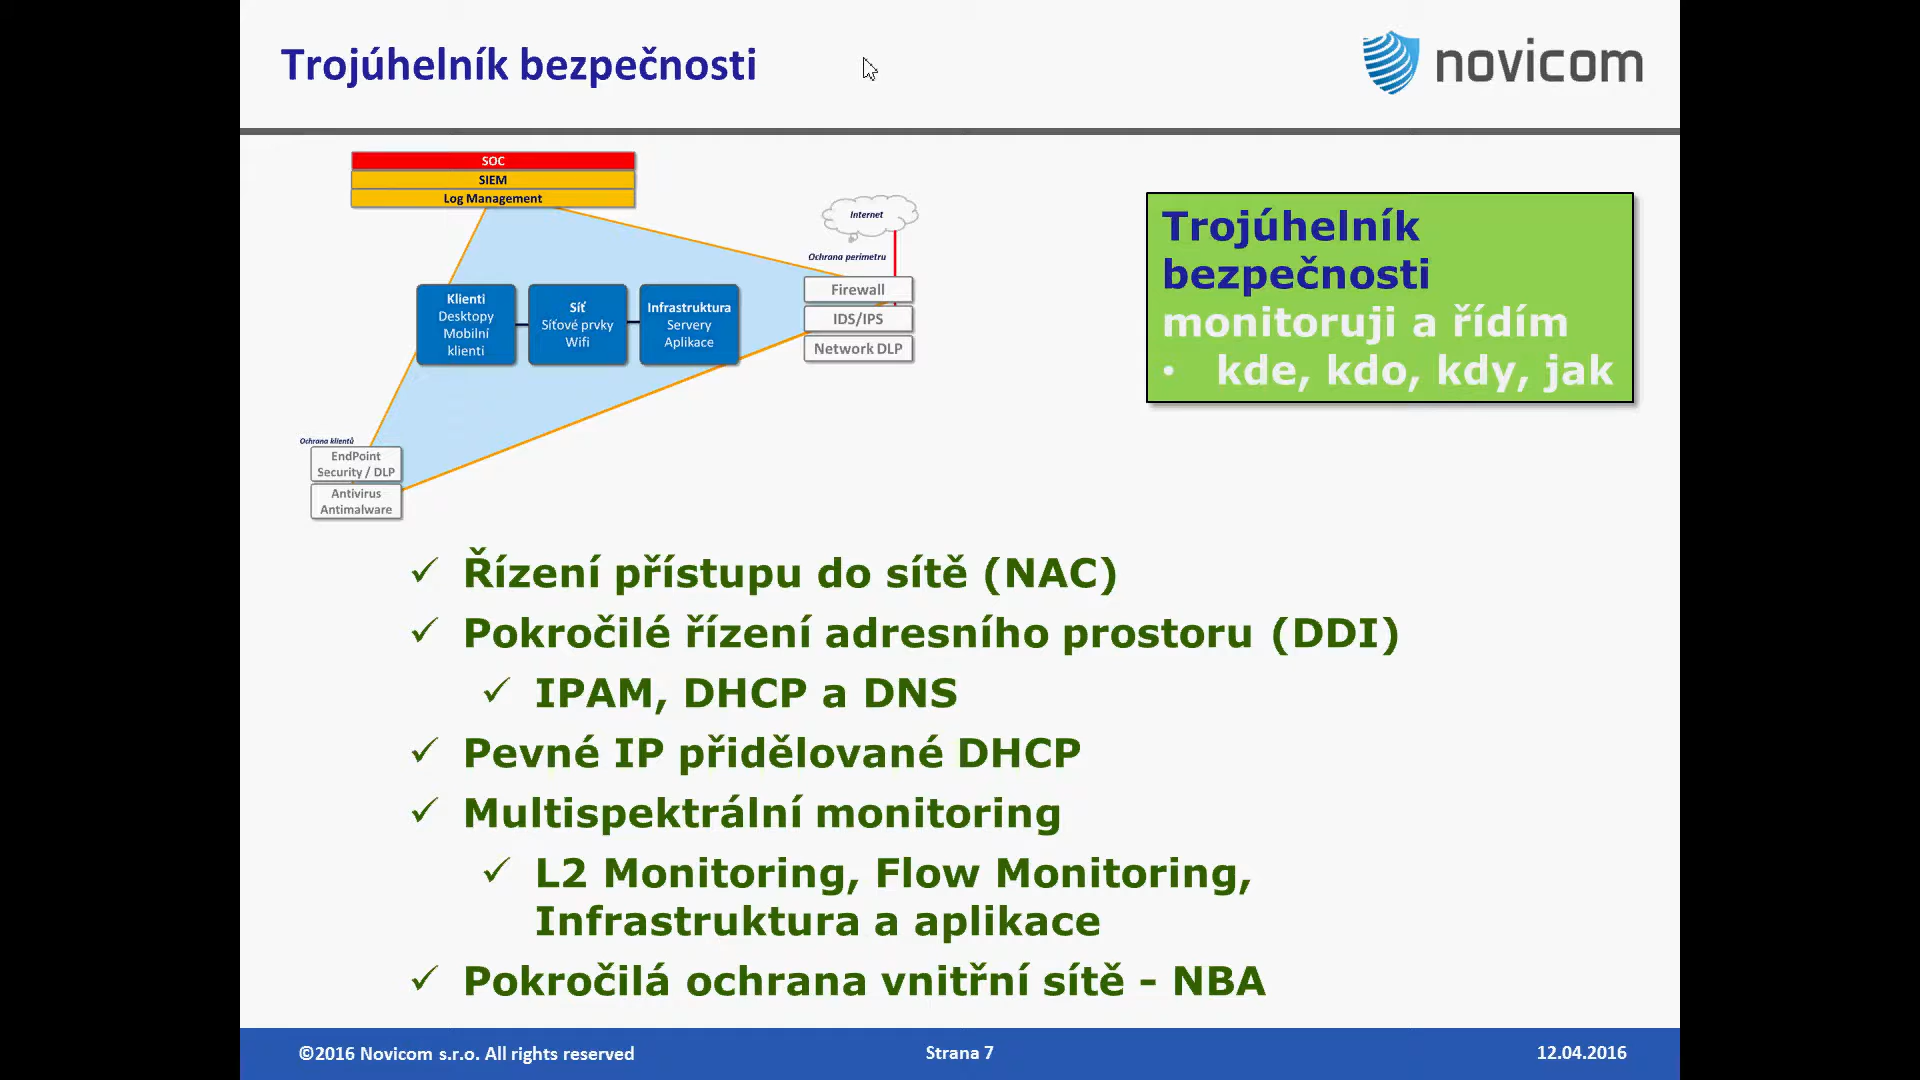 Trojúhelník bezpečnosti
novicom
SOC
SIEM
Log Management
Internet
Ochrana perimetru
Firewall
IDS/IPS
Network DLP
Klienti
Desktopy
Mobilní
klienti
Síť
Síťové prvky
Wifi
Infrastruktura
Servery
Aplikace
Ochrana klientů
EndPoint
Security / DLP
Antivirus
Antimalware
Trojúhelník
bezpečnosti
monitoruji a řídím
• kde, kdo, kdy, jak
✓ Řízení přístupu do sítě (NAC)
✓ Pokročilé řízení adresního prostoru (DDI)
✓ IPAM, DHCP a DNS
✓ Pevné IP přidělované DHCP
✓ Multispektrální monitoring
✓ L2 Monitoring, Flow Monitoring,
Infrastruktura a aplikace
✓ Pokročilá ochrana vnitřní sítě - NBA
©2016 Novicom s.r.o. All rights reserved
Strana 7
12.04.2016